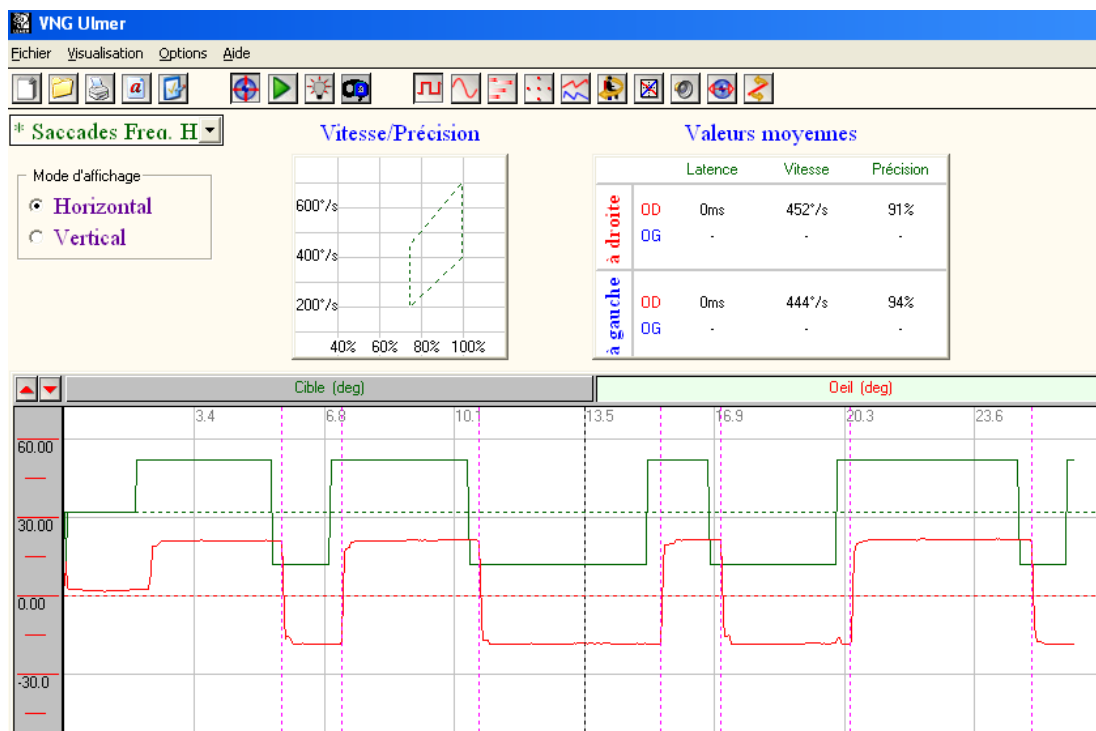 VNG Ulmer
Fichier Visualisation Options Aide
* Saccades Freq. H
Mode d'affichage
Horizontal
Vertical
Vitesse/Précision
600°/s
400°/s
200°/s
40% 60% 80% 100%
Valeurs moyennes
Latence Vitesse Précision
à droite
OD 0ms 452°/s 91%
OG - - -
à gauche
OD 0ms 444°/s 94%
OG - - -
Cible (deg) Oeil (deg)
3.4 6.8 10. 13.5 16.9 20.3 23.6
60.00
30.00
0.00
-30.0